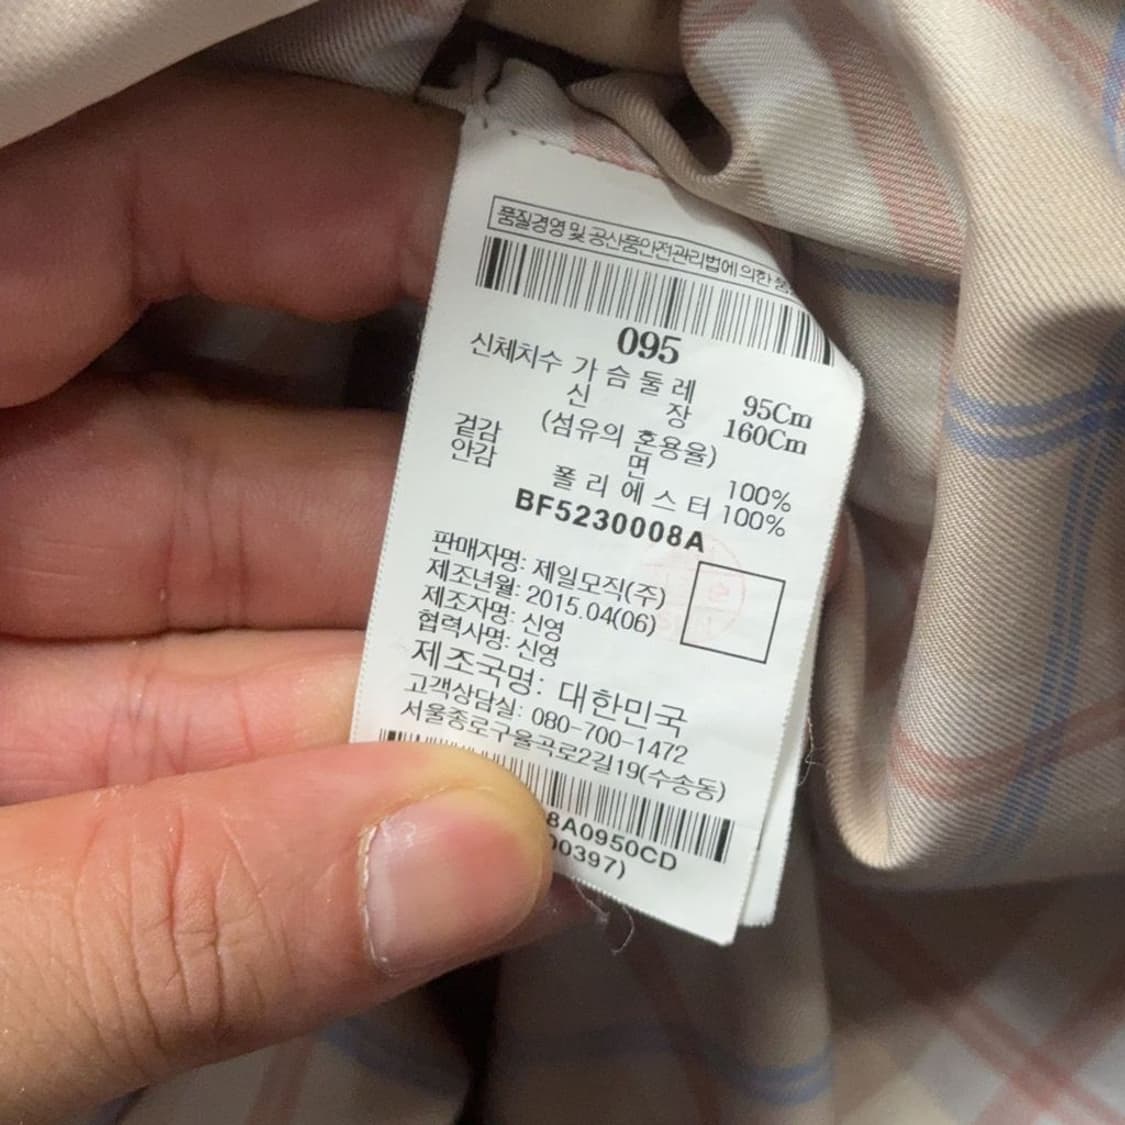 품질경영 및 공산품안전관리법에 의한 품
095
신체치수 가 슴 둘 레 95Cm
신 장 160Cm
(섬유의 혼용율)
겉감 면 100%
안감 폴 리 에 스 터 100%
BF5230008A
판매자명: 제일모직(주)
제조년월: 2015.04(06)
제조자명: 신영
협력사명: 신영
제조국명: 대한민국
고객상담실: 080-700-1472
서울종로구율곡로2길19(수송동)
8A0950CD
00397)